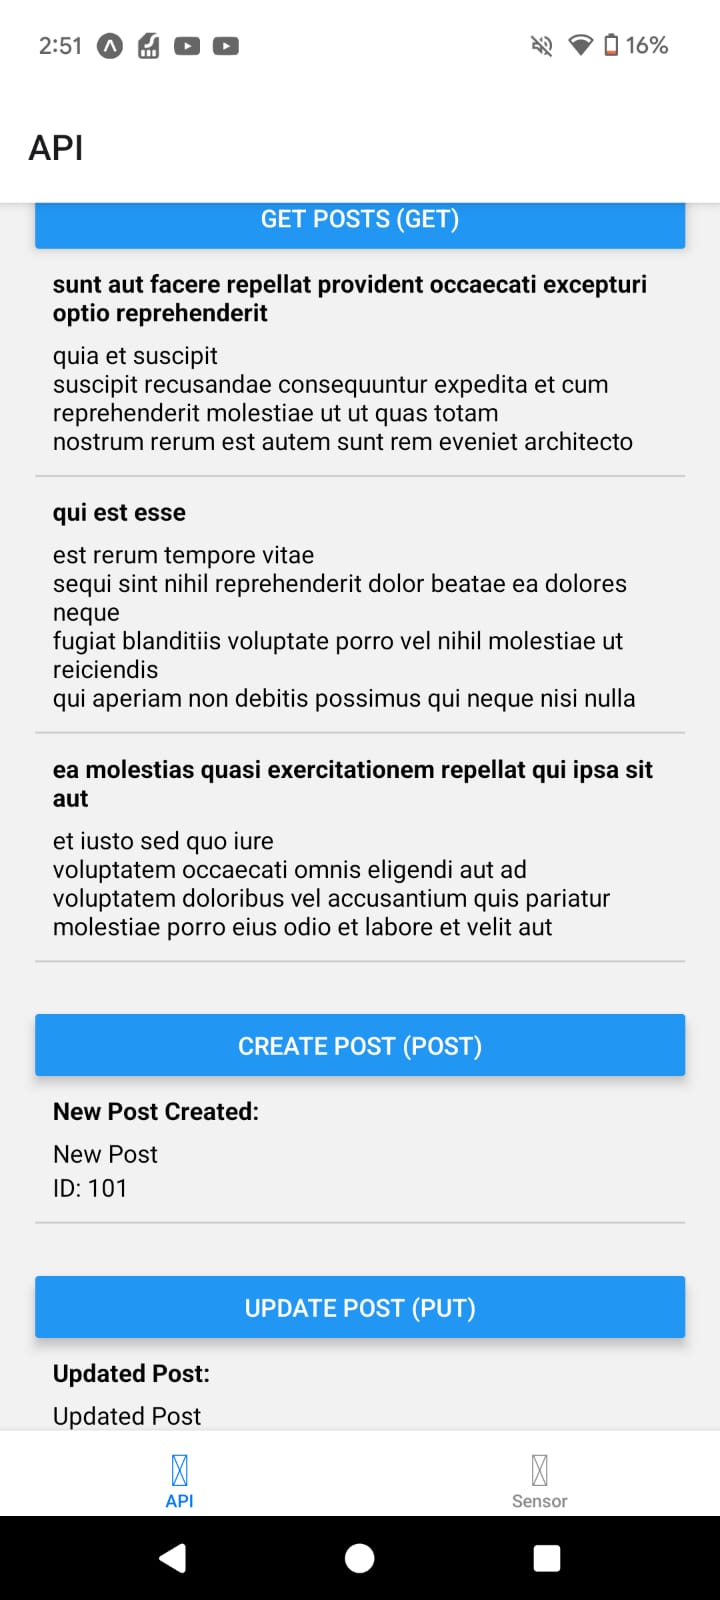 2:51
16%
API
GET POSTS (GET)
sunt aut facere repellat provident occaecati excepturi
optio reprehenderit
quia et suscipit
suscipit recusandae consequuntur expedita et cum
reprehenderit molestiae ut ut quas totam
nostrum rerum est autem sunt rem eveniet architecto
qui est esse
est rerum tempore vitae
sequi sint nihil reprehenderit dolor beatae ea dolores
neque
fugiat blanditiis voluptate porro vel nihil molestiae ut
reiciendis
qui aperiam non debitis possimus qui neque nisi nulla
ea molestias quasi exercitationem repellat qui ipsa sit
aut
et iusto sed quo iure
voluptatem occaecati omnis eligendi aut ad
voluptatem doloribus vel accusantium quis pariatur
molestiae porro eius odio et labore et velit aut
CREATE POST (POST)
New Post Created:
New Post
ID: 101
UPDATE POST (PUT)
Updated Post:
Updated Post
API
Sensor